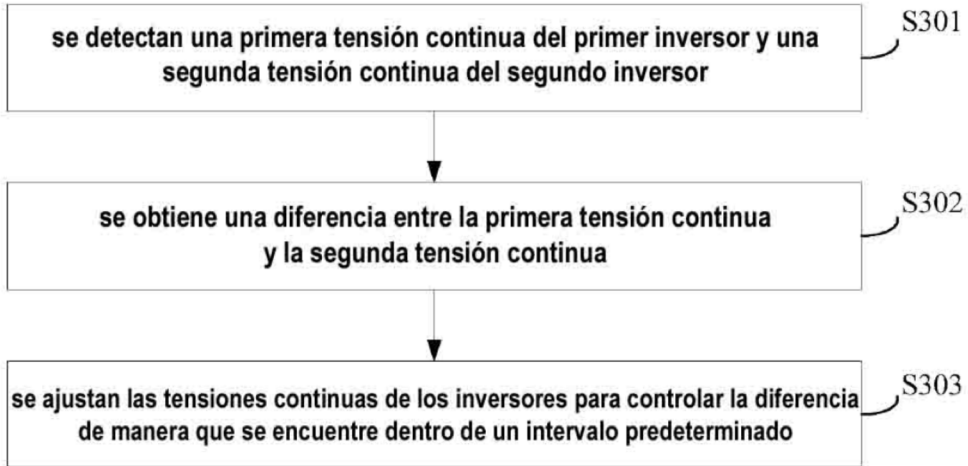 se detectan una primera tensión continua del primer inversor y una
segunda tensión continua del segundo inversor
S301
se obtiene una diferencia entre la primera tensión continua
y la segunda tensión continua
S302
se ajustan las tensiones continuas de los inversores para controlar la diferencia
de manera que se encuentre dentro de un intervalo predeterminado
S303